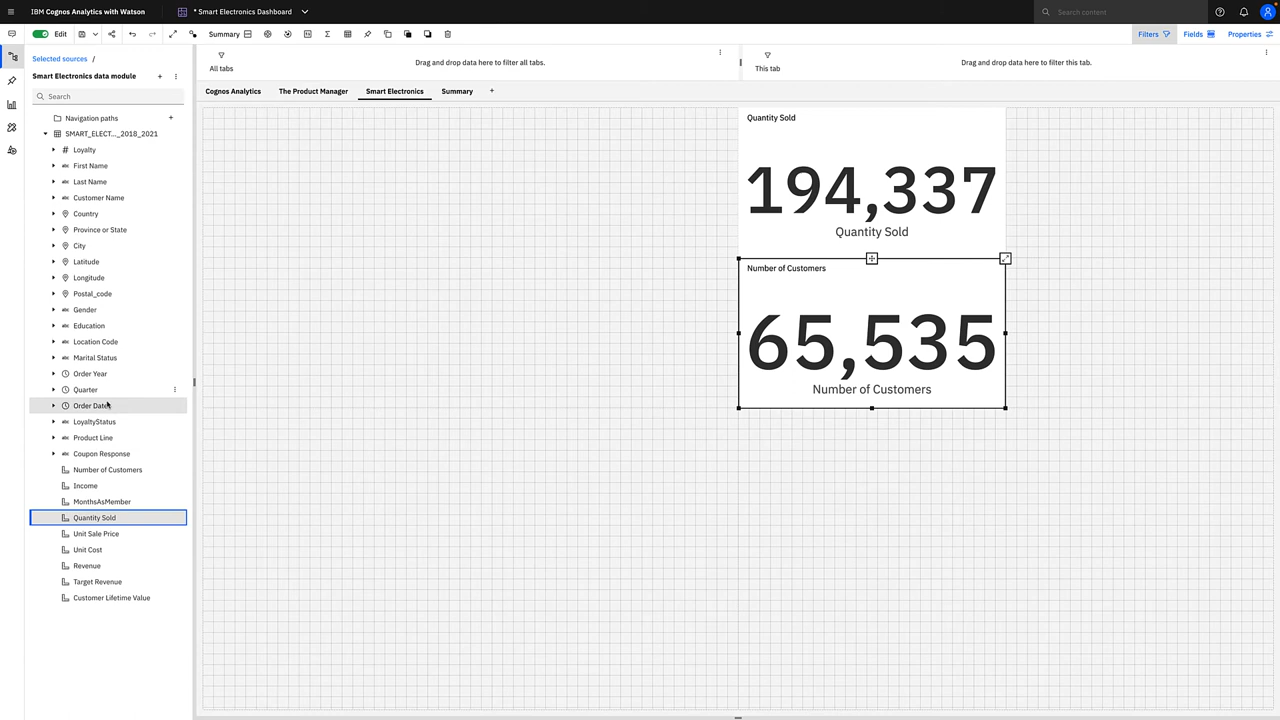 IBM Cognos Analytics with Watson
* Smart Electronics Dashboard
Search content
Edit
Summary
Filters
Fields
Properties
Selected sources /
Smart Electronics data module
Search
Navigation paths
SMART_ELECT..._2018_2021
Loyalty
First Name
Last Name
Customer Name
Country
Province or State
City
Latitude
Longitude
Postal_code
Gender
Education
Location Code
Marital Status
Order Year
Quarter
Order Date
LoyaltyStatus
Product Line
Coupon Response
Number of Customers
Income
MonthsAsMember
Quantity Sold
Unit Sale Price
Unit Cost
Revenue
Target Revenue
Customer Lifetime Value
All tabs
Drag and drop data here to filter all tabs.
This tab
Drag and drop data here to filter this tab.
Cognos Analytics
The Product Manager
Smart Electronics
Summary
Quantity Sold
194,337
Quantity Sold
Number of Customers
65,535
Number of Customers